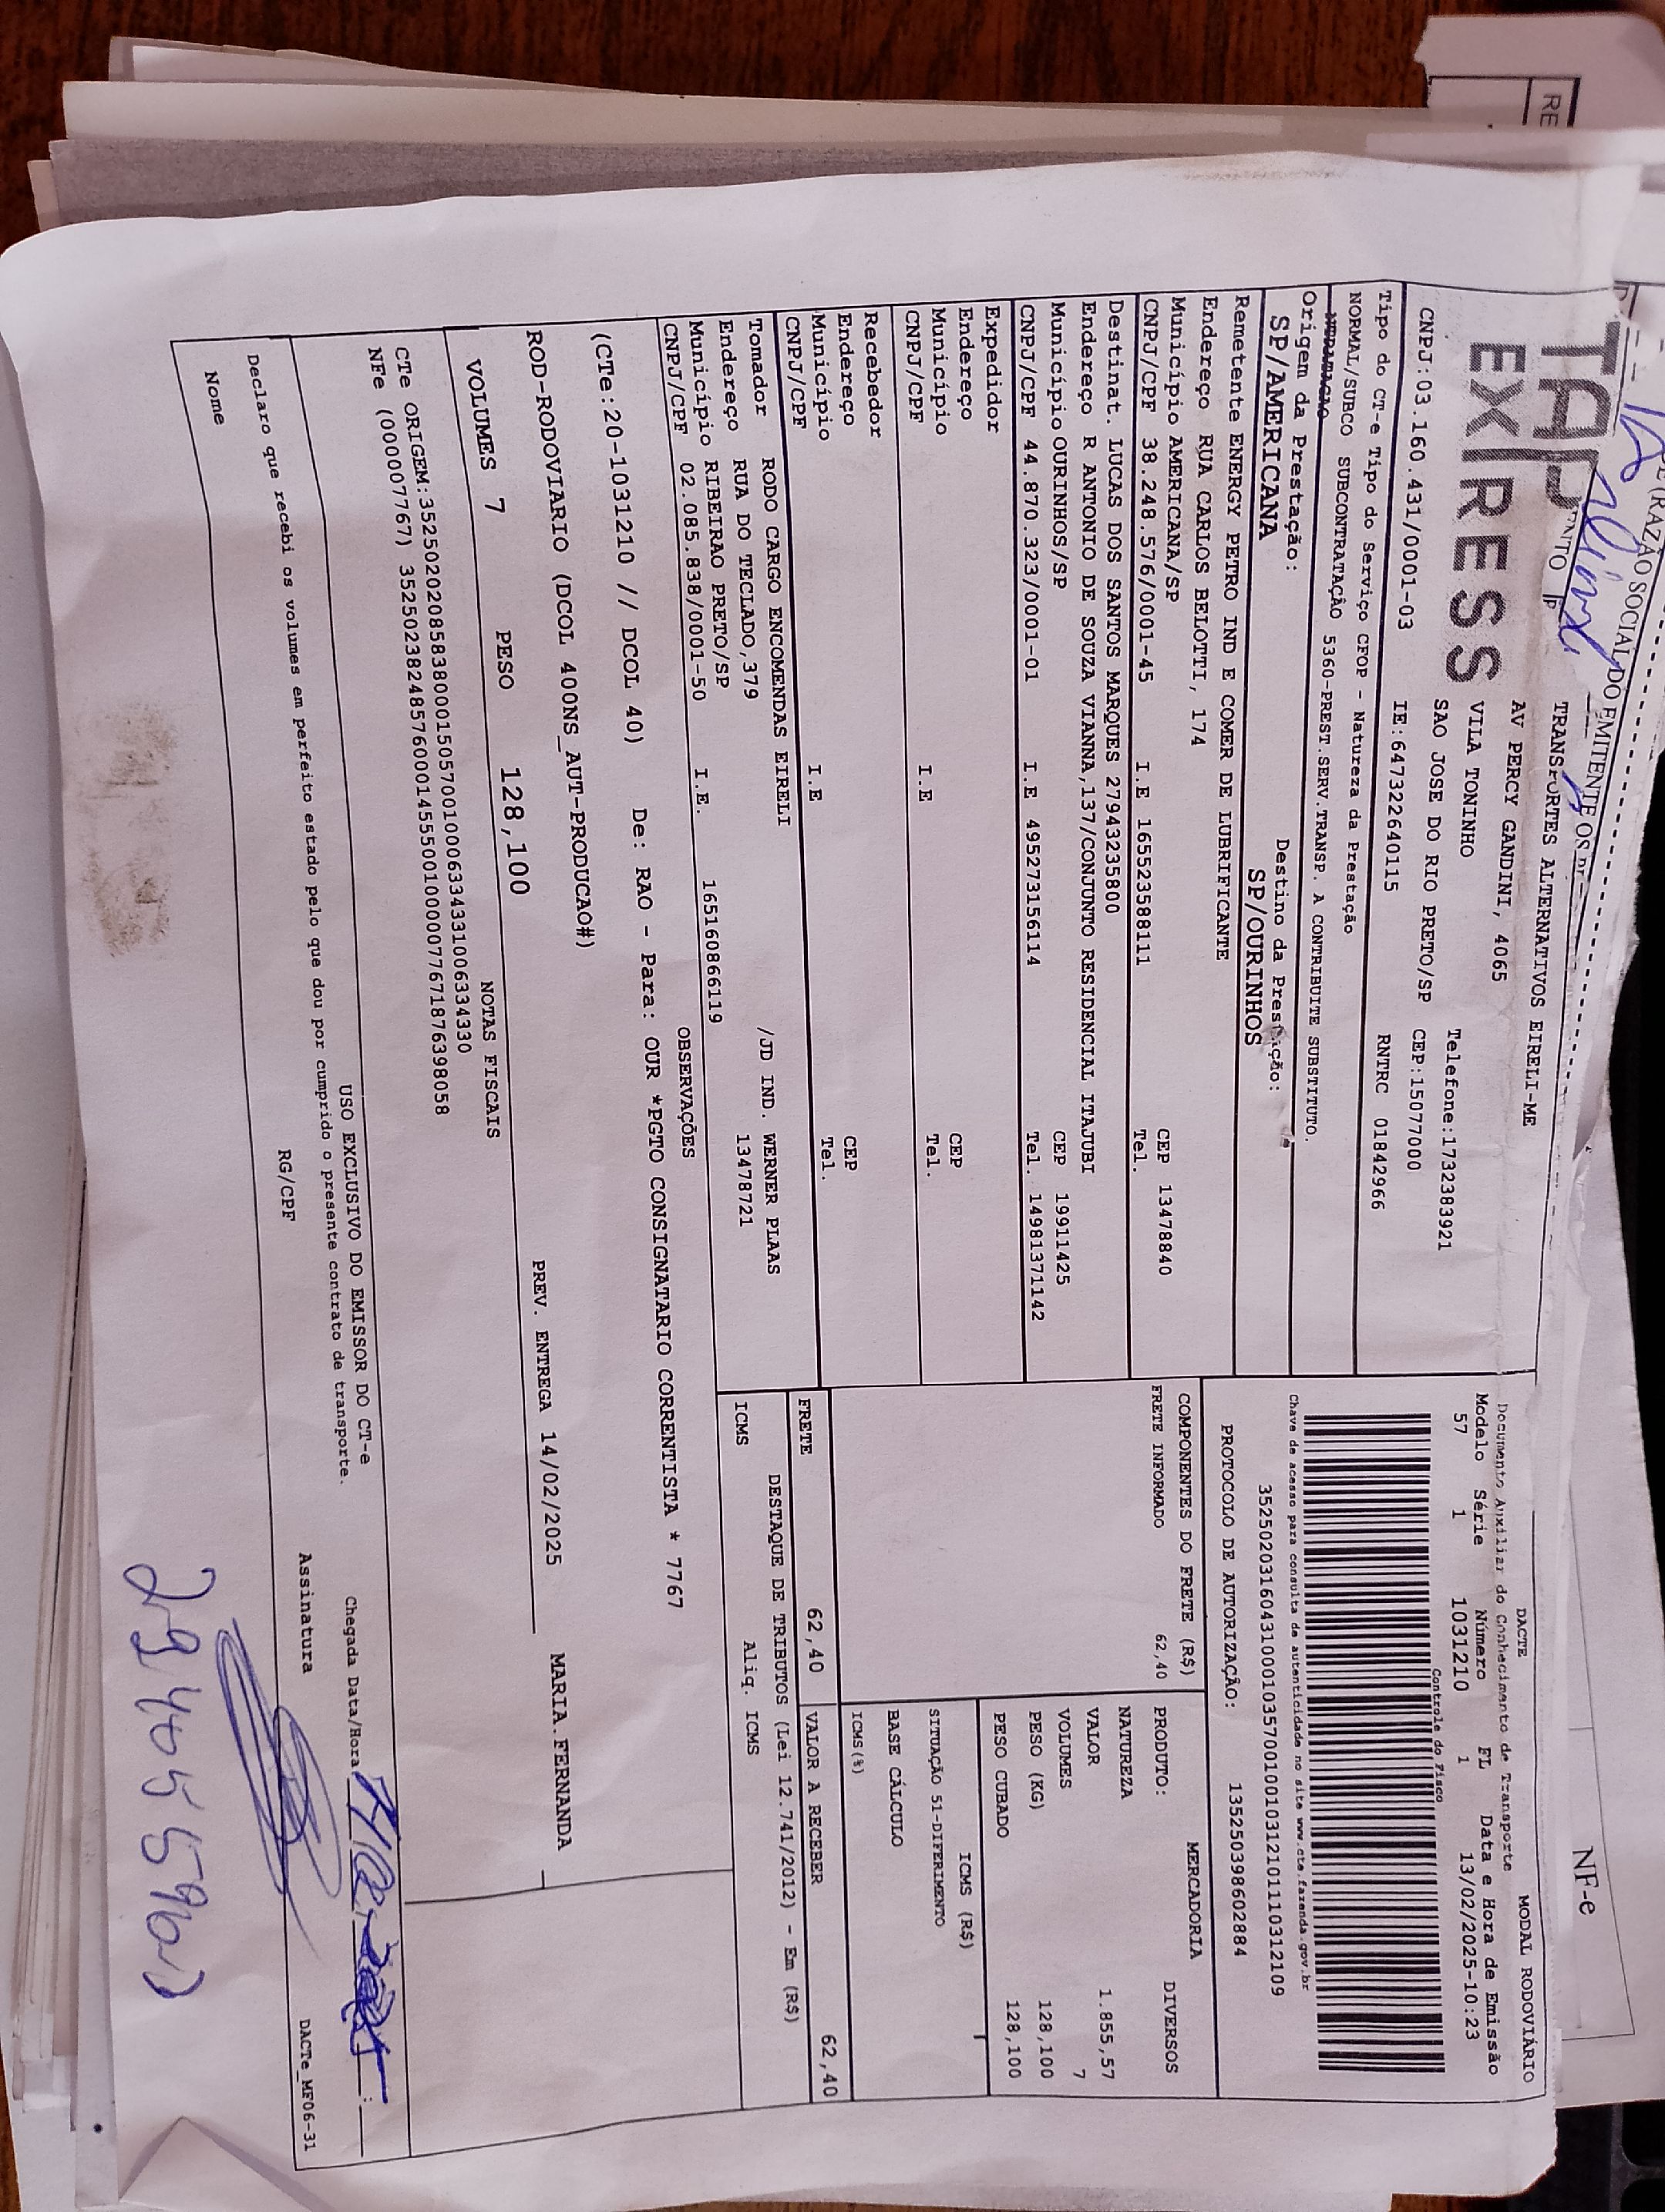 RE
NF-e
E (RAZÃO SOCIAL DO EMITENTE OS
ENTO
TAP
EX RESS
TRANSPORTES ALTERNATIVOS EIRELI-ME
AV PERCY GANDINI, 4065
VILA TONINHO
SAO JOSE DO RIO PRETO/SP
Telefone:1732383921
CEP:15077000
CNPJ:03.160.431/0001-03 IE:647322640115 RNTRC 01842966
DACTE MODAL RODOVIÁRIO
Documento Auxiliar do Conhecimento de Transporte
Modelo Série Número FL Data e Hora de Emissão
57 1 1031210 1 13/02/2025-10:23
Controle do Fisco
Chave de acesso para consulta de autenticidade no site www.cte.fazenda.gov.br
35250203160431000103570010010312101110312109
PROTOCOLO DE AUTORIZAÇÃO: 135250398602884
Tipo do CT-e Tipo do Serviço CFOP - Natureza da Prestação
NORMAL/SUBCO SUBCONTRATAÇÃO 5360-PREST.SERV.TRANSP. A CONTRIBUITE SUBSTITUTO.
Origem da Prestação: Destino da Prestação:
SP/AMERICANA SP/OURINHOS
Remetente ENERGY PETRO IND E COMER DE LUBRIFICANTE
Endereço RUA CARLOS BELOTTI, 174
Município AMERICANA/SP CEP 13478840
CNPJ/CPF 38.248.576/0001-45 I.E 165523588111 Tel.
Destinat. LUCAS DOS SANTOS MARQUES 27943235800
Endereço R ANTONIO DE SOUZA VIANNA,137/CONJUNTO RESIDENCIAL ITAJUBI
Município OURINHOS/SP CEP 19911425
CNPJ/CPF 44.870.323/0001-01 I.E 495273156114 Tel. 14981371142
Expedidor
Endereço
Município CEP
CNPJ/CPF I.E Tel.
Recebedor
Endereço
Município CEP
CNPJ/CPF I.E Tel.
Tomador RODO CARGO ENCOMENDAS EIRELI
Endereço RUA DO TECLADO,379 /JD IND. WERNER PLAAS
Município RIBEIRAO PRETO/SP 13478721
CNPJ/CPF 02.085.838/0001-50 I.E. 165160866119
COMPONENTES DO FRETE (R$)
FRETE INFORMADO 62,40
MERCADORIA
PRODUTO: DIVERSOS
NATUREZA
VALOR 1.855,57
VOLUMES 7
PESO (KG) 128,100
PESO CUBADO 128,100
ICMS (R$)
SITUAÇÃO 51-DIFERIMENTO
BASE CÁLCULO
ICMS(%)
FRETE 62,40 VALOR A RECEBER 62,40
DESTAQUE DE TRIBUTOS (Lei 12.741/2012) - Em (R$)
ICMS Aliq. ICMS
OBSERVAÇÕES
(CTe:20-1031210 // DCOL 40) De: RAO - Para: OUR *PGTO CONSIGNATARIO CORRENTISTA * 7767
ROD-RODOVIARIO (DCOL 400NS_AUT-PRODUCAO#)
PREV. ENTREGA 14/02/2025 MARIA.FERNANDA
VOLUMES 7 PESO 128,100
NOTAS FISCAIS
CTe ORIGEM:35250202085838000150570010006334331006334330
NFe (000007767) 35250238248576000145550010000077671876398058
USO EXCLUSIVO DO EMISSOR DO CT-e
Declaro que recebi os volumes em perfeito estado pelo que dou por cumprido o presente contrato de transporte.
Chegada Data/Hora :
Nome RG/CPF Assinatura
DACTe_MF06-31